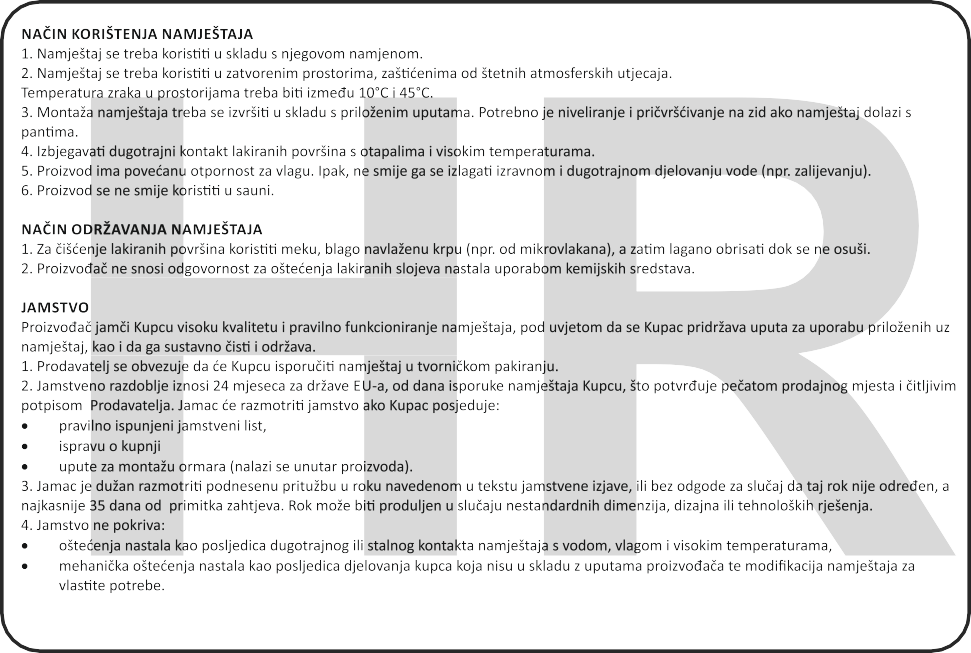 NAČIN KORIŠTENJA NAMJEŠTAJA
1. Namještaj se treba koristiti u skladu s njegovom namjenom.
2. Namještaj se treba koristiti u zatvorenim prostorima, zaštićenima od štetnih atmosferskih utjecaja.
Temperatura zraka u prostorijama treba biti između 10°C i 45°C.
3. Montaža namještaja treba se izvršiti u skladu s priloženim uputama. Potrebno je niveliranje i pričvršćivanje na zid ako namještaj dolazi s
pantima.
4. Izbjegavati dugotrajni kontakt lakiranih površina s otapalima i visokim temperaturama.
5. Proizvod ima povećanu otpornost za vlagu. Ipak, ne smije ga se izlagati izravnom i dugotrajnom djelovanju vode (npr. zalijevanju).
6. Proizvod se ne smije koristiti u sauni.
NAČIN ODRŽAVANJA NAMJEŠTAJA
1. Za čišćenje lakiranih površina koristiti meku, blago navlaženu krpu (npr. od mikrovlakana), a zatim lagano obrisati dok se ne osuši.
2. Proizvođač ne snosi odgovornost za oštećenja lakiranih slojeva nastala uporabom kemijskih sredstava.
JAMSTVO
Proizvođač jamči Kupcu visoku kvalitetu i pravilno funkcioniranje namještaja, pod uvjetom da se Kupac pridržava uputa za uporabu priloženih uz
namještaj, kao i da ga sustavno čisti i održava.
1. Prodavatelj se obvezuje da će Kupcu isporučiti namještaj u tvorničkom pakiranju.
2. Jamstveno razdoblje iznosi 24 mjeseca za države EU-a, od dana isporuke namještaja Kupcu, što potvrđuje pečatom prodajnog mjesta i čitljivim
potpisom Prodavatelja. Jamac će razmotriti jamstvo ako Kupac posjeduje:
• pravilno ispunjeni jamstveni list,
• ispravu o kupnji
• upute za montažu ormara (nalazi se unutar proizvoda).
3. Jamac je dužan razmotriti podnesenu pritužbu u roku navedenom u tekstu jamstvene izjave, ili bez odgode za slučaj da taj rok nije određen, a
najkasnije 35 dana od primitka zahtjeva. Rok može biti produljen u slučaju nestandardnih dimenzija, dizajna ili tehnoloških rješenja.
4. Jamstvo ne pokriva:
• oštećenja nastala kao posljedica dugotrajnog ili stalnog kontakta namještaja s vodom, vlagom i visokim temperaturama,
• mehanička oštećenja nastala kao posljedica djelovanja kupca koja nisu u skladu z uputama proizvođača te modifikacija namještaja za
vlastite potrebe.
HR